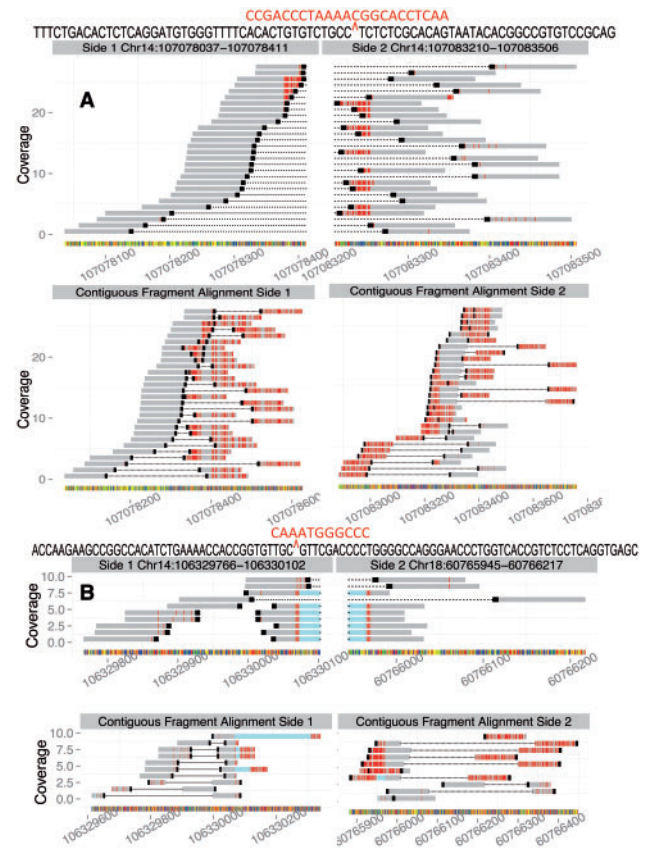 CCGACCCTAAAACGGCACCTCAA
TTTCTGACACTCTCAGGATGTGGGTTTTCACACTGTGTCTGCC^TCTCTCGCACAGTAATACACGGCCGTGTCCGCAG
Side 1 Chr14:107078037−107078411
Side 2 Chr14:107083210−107083506
A
Coverage
20
10
0
107078100
107078200
107078300
107078400
107083200
107083300
107083400
107083500
Contiguous Fragment Alignment Side 1
Contiguous Fragment Alignment Side 2
Coverage
20
10
0
107078200
107078400
107078600
107083000
107083200
107083400
107083600
CAAATGGGCCC
ACCAAGAAGCCGGCCACATCTGAAAACCACCGGTGTTGC^GTTCGACCCCTGGGGCCAGGGAACCCTGGTCACCGTCTCCTCAGGTGAGC
Side 1 Chr14:106329766−106330102
Side 2 Chr18:60765945−60766217
B
Coverage
10.0
7.5
5.0
2.5
0.0
106329800
106329900
106330000
106330100
60766000
60766100
60766200
Contiguous Fragment Alignment Side 1
Contiguous Fragment Alignment Side 2
Coverage
10.0
7.5
5.0
2.5
0.0
106329600
106329800
106330000
106330200
60765900
60766000
60766100
60766200
60766300
60766400